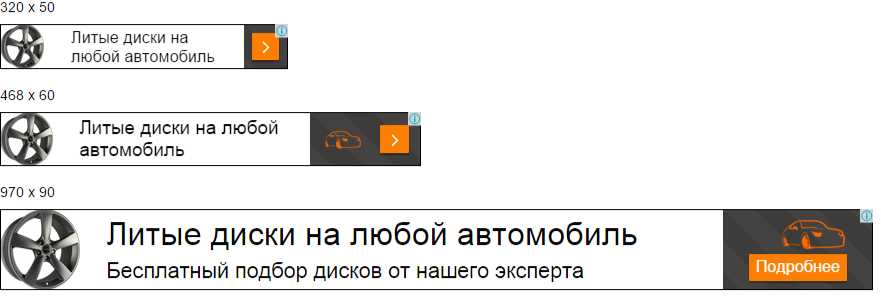 320 x 50
Литые диски на
любой автомобиль
468 x 60
Литые диски на любой
автомобиль
970 x 90
Литые диски на любой автомобиль
Бесплатный подбор дисков от нашего эксперта
Подробнее